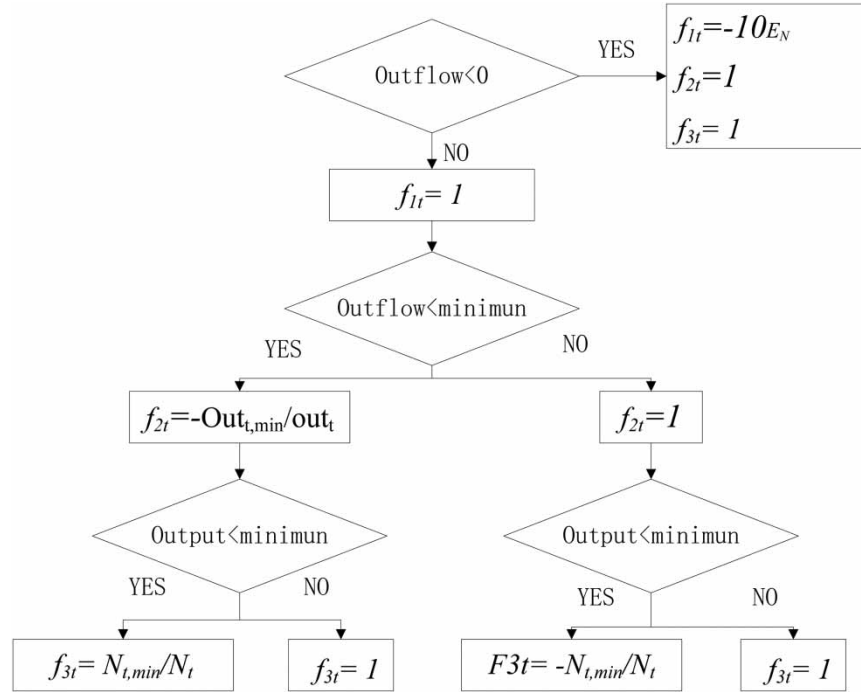 Outflow<0
YES
f1t=-10EN
f2t=1
f3t= 1
NO
f1t= 1
Outflow<minimun
YES
NO
f2t=-Outt,min/outt
f2t=1
Output<minimun
Output<minimun
YES
NO
YES
NO
f3t= Nt,min/Nt
f3t= 1
F3t= -Nt,min/Nt
f3t= 1